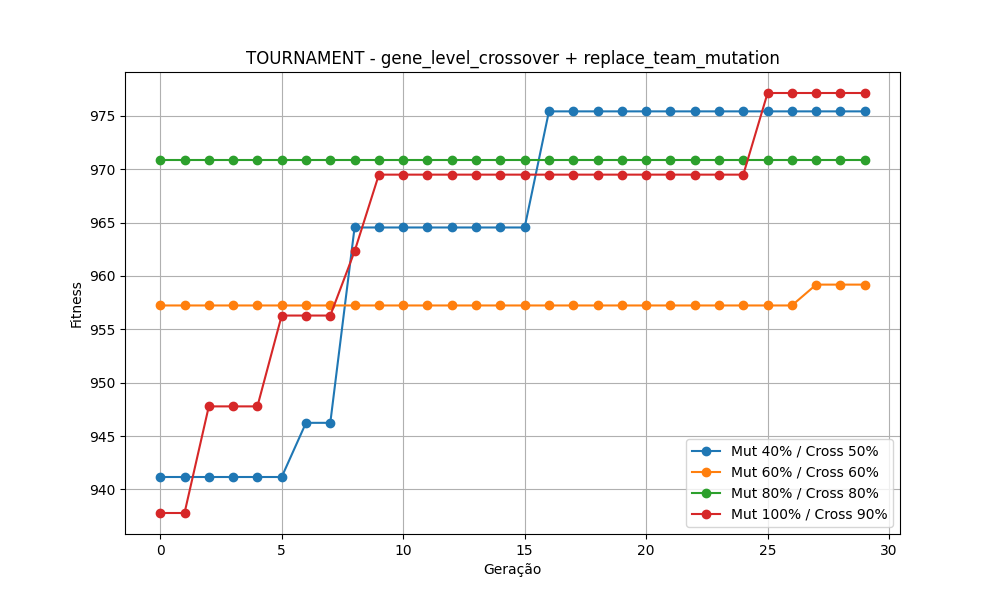 TOURNAMENT - gene_level_crossover + replace_team_mutation
975
970
965
960
955
950
945
940
Fitness
0 5 10 15 20 25 30
Geração
Mut 40% / Cross 50%
Mut 60% / Cross 60%
Mut 80% / Cross 80%
Mut 100% / Cross 90%